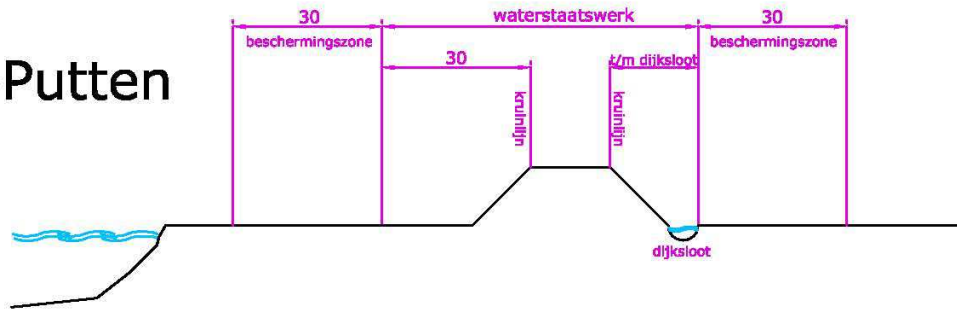 30
waterstaatswerk
30
beschermingszone
beschermingszone
30
t/m dijksloot
Putten
kruinlijn
kruinlijn
dijksloot